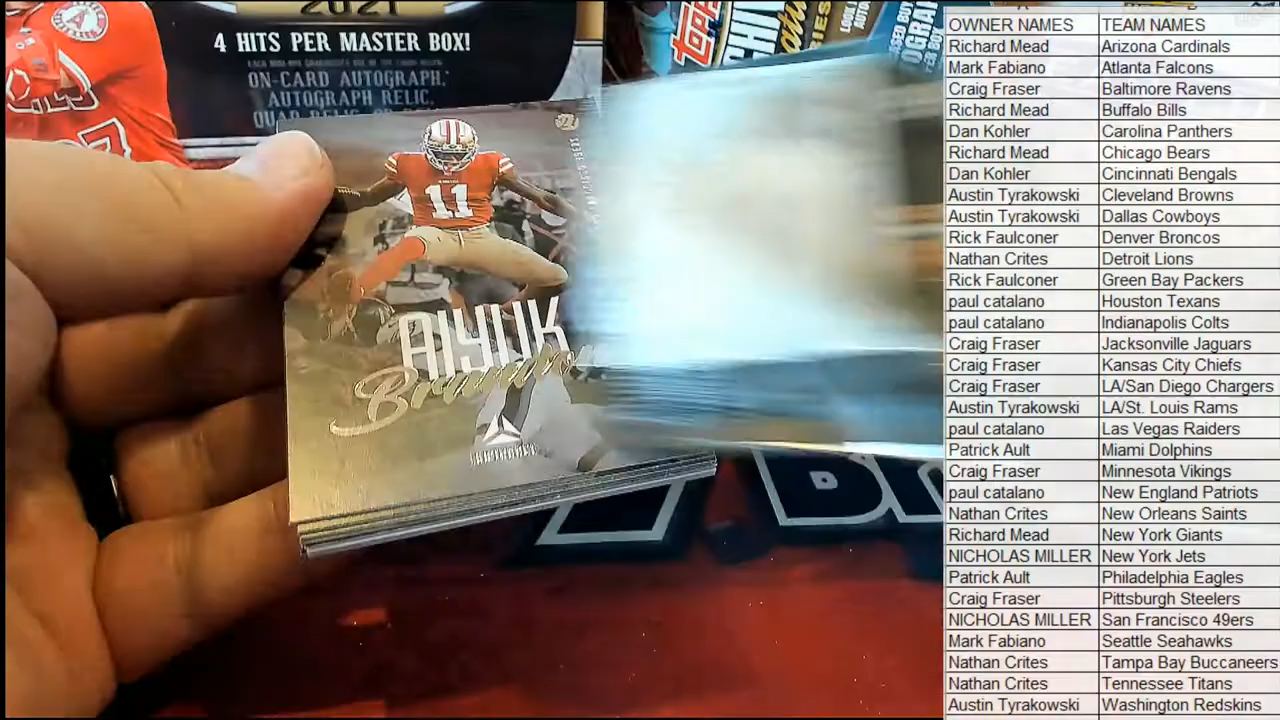 2021
4 HITS PER MASTER BOX!
ON-CARD AUTOGRAPH,
AUTOGRAPH RELIC,
topps
11
AIYUK
Brandon
LUMINANCE
OWNER NAMES TEAM NAMES
Richard Mead Arizona Cardinals
Mark Fabiano Atlanta Falcons
Craig Fraser Baltimore Ravens
Richard Mead Buffalo Bills
Dan Kohler Carolina Panthers
Richard Mead Chicago Bears
Dan Kohler Cincinnati Bengals
Austin Tyrakowski Cleveland Browns
Austin Tyrakowski Dallas Cowboys
Rick Faulconer Denver Broncos
Nathan Crites Detroit Lions
Rick Faulconer Green Bay Packers
paul catalano Houston Texans
paul catalano Indianapolis Colts
Craig Fraser Jacksonville Jaguars
Craig Fraser Kansas City Chiefs
Craig Fraser LA/San Diego Chargers
Austin Tyrakowski LA/St. Louis Rams
paul catalano Las Vegas Raiders
Patrick Ault Miami Dolphins
Craig Fraser Minnesota Vikings
paul catalano New England Patriots
Nathan Crites New Orleans Saints
Richard Mead New York Giants
NICHOLAS MILLER New York Jets
Patrick Ault Philadelphia Eagles
Craig Fraser Pittsburgh Steelers
NICHOLAS MILLER San Francisco 49ers
Mark Fabiano Seattle Seahawks
Nathan Crites Tampa Bay Buccaneers
Nathan Crites Tennessee Titans
Austin Tyrakowski Washington Redskins